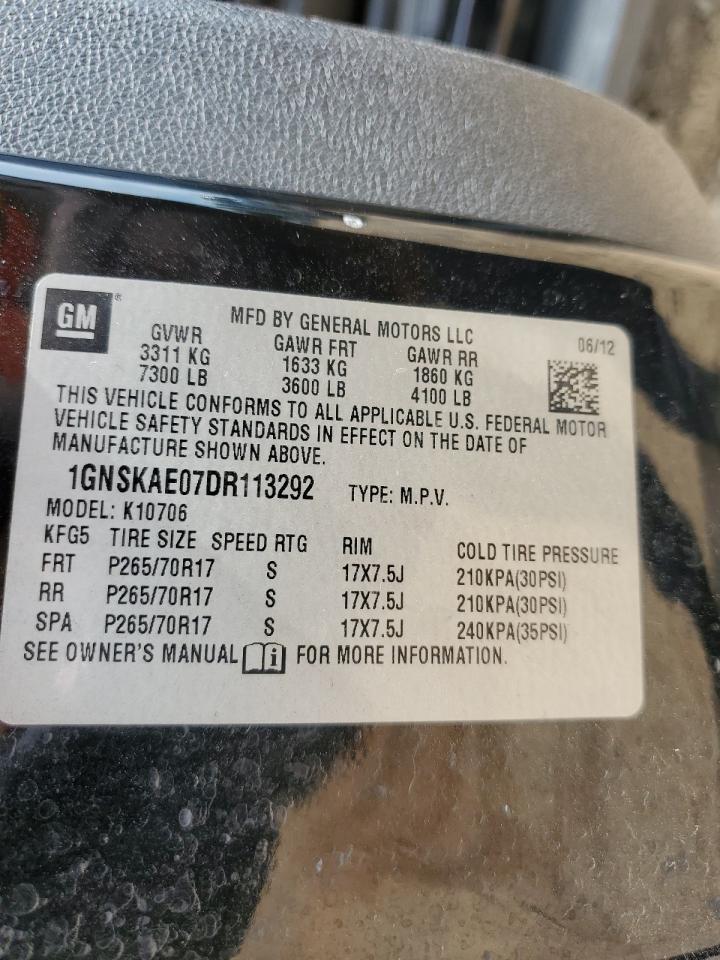 GM ®
MFD BY GENERAL MOTORS LLC 06/12
GVWR GAWR FRT GAWR RR
3311 KG 1633 KG 1860 KG
7300 LB 3600 LB 4100 LB
THIS VEHICLE CONFORMS TO ALL APPLICABLE U.S. FEDERAL MOTOR
VEHICLE SAFETY STANDARDS IN EFFECT ON THE DATE OF
MANUFACTURE SHOWN ABOVE.
1GNSKAE07DR113292 TYPE: M.P.V.
MODEL: K10706
KFG5 TIRE SIZE SPEED RTG RIM COLD TIRE PRESSURE
FRT P265/70R17 S 17X7.5J 210KPA(30PSI)
RR P265/70R17 S 17X7.5J 210KPA(30PSI)
SPA P265/70R17 S 17X7.5J 240KPA(35PSI)
SEE OWNER'S MANUAL i FOR MORE INFORMATION.